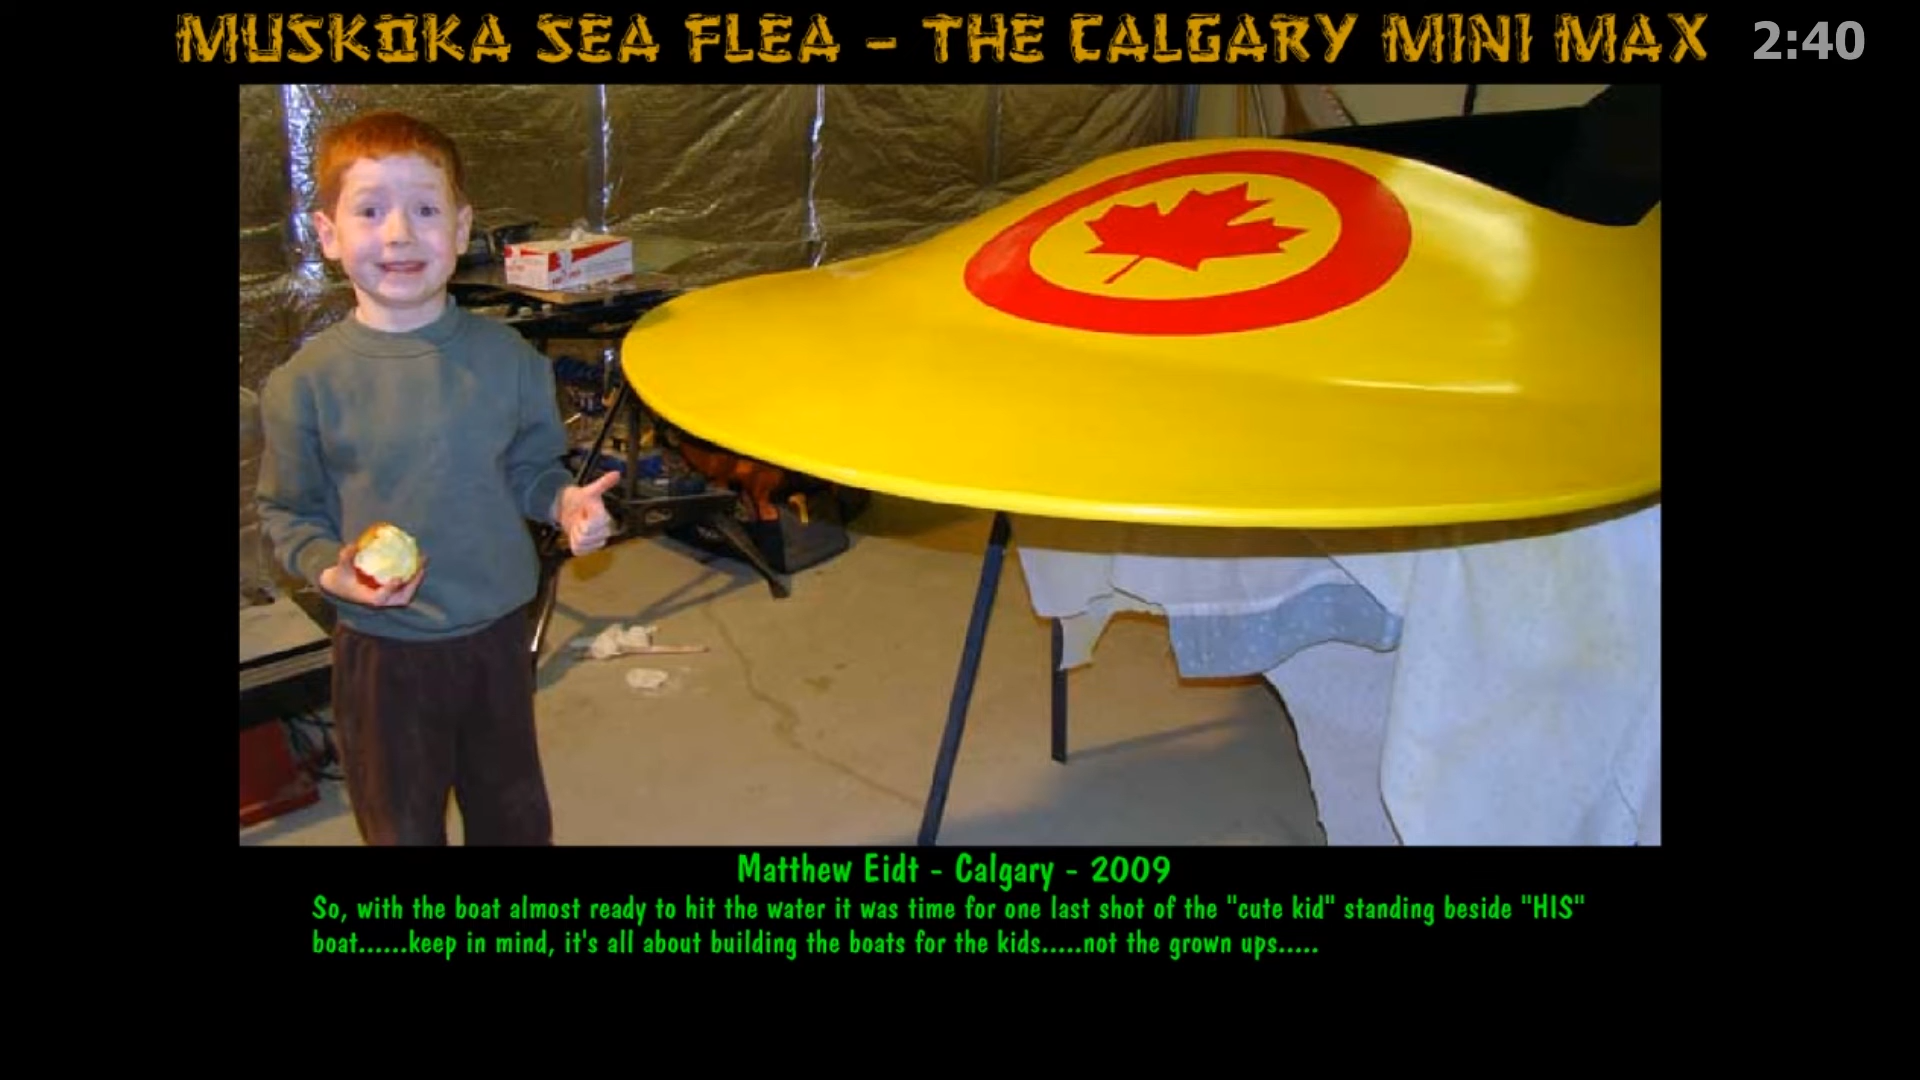 MUSKOKA SEA FLEA - THE CALGARY MINI MAX
2:40
Matthew Eidt - Calgary - 2009
So, with the boat almost ready to hit the water it was time for one last shot of the "cute kid" standing beside "HIS"
boat......keep in mind, it's all about building the boats for the kids.....not the grown ups.....